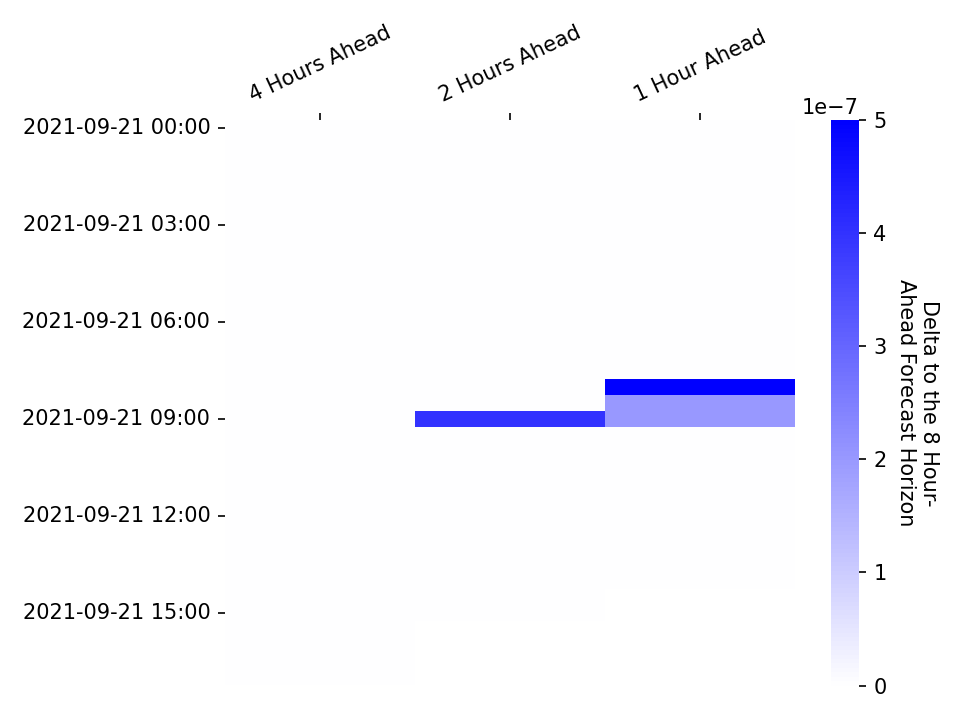 4 Hours Ahead
2 Hours Ahead
1 Hour Ahead
1e−7
2021-09-21 00:00
2021-09-21 03:00
2021-09-21 06:00
2021-09-21 09:00
2021-09-21 12:00
2021-09-21 15:00
5
4
3
2
1
0
Delta to the 8 Hour-
Ahead Forecast Horizon